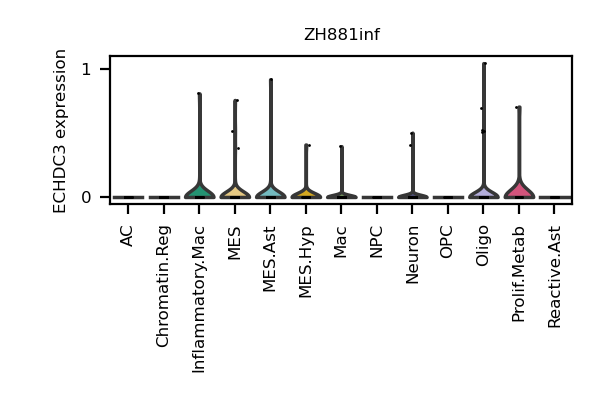 ZH881inf
ECHDC3 expression
1
0
AC
Chromatin.Reg
Inflammatory.Mac
MES
MES.Ast
MES.Hyp
Mac
NPC
Neuron
OPC
Oligo
Prolif.Metab
Reactive.Ast